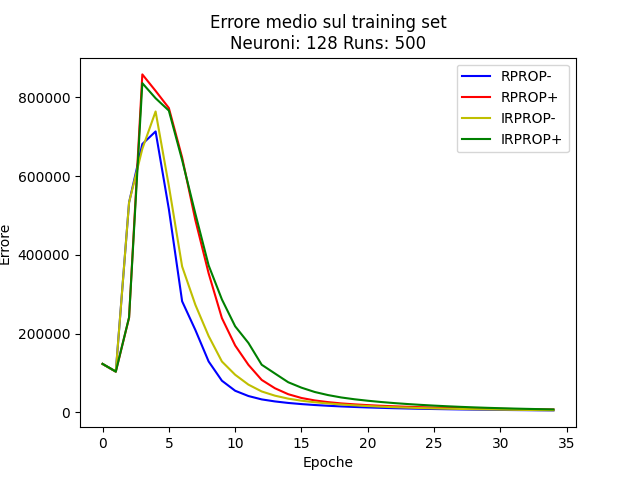 Errore medio sul training set
Neuroni: 128 Runs: 500
RPROP-
RPROP+
IRPROP-
IRPROP+
800000
600000
400000
200000
0
Errore
0 5 10 15 20 25 30 35
Epoche